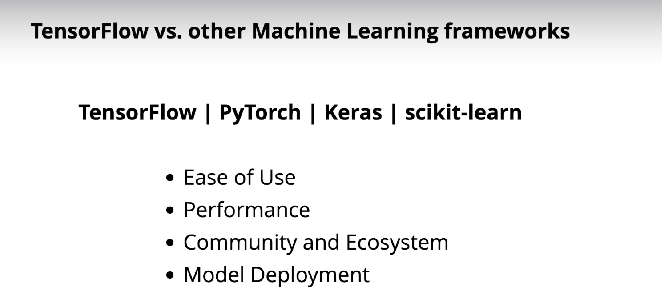 TensorFlow vs. other Machine Learning frameworks
TensorFlow | PyTorch | Keras | scikit-learn
• Ease of Use
• Performance
• Community and Ecosystem
• Model Deployment